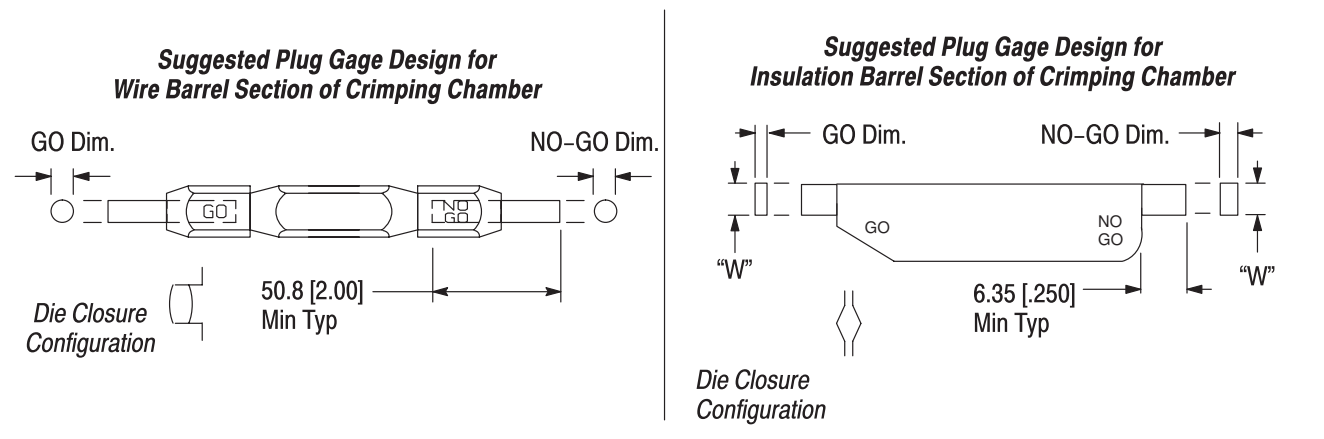 Suggested Plug Gage Design for
Wire Barrel Section of Crimping Chamber
GO Dim.
NO–GO Dim.
GO
NO
GO
50.8 [2.00]
Min Typ
Die Closure
Configuration
Suggested Plug Gage Design for
Insulation Barrel Section of Crimping Chamber
GO Dim.
NO–GO Dim.
GO
NO
GO
“W”
“W”
6.35 [.250]
Min Typ
Die Closure
Configuration